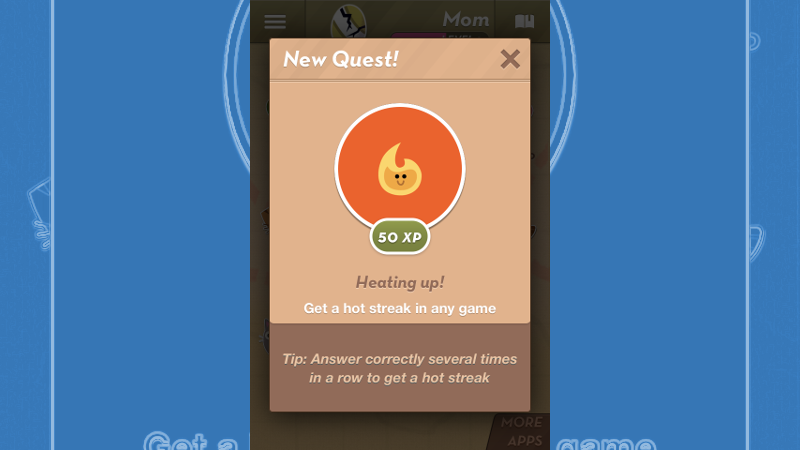 Mom
New Quest!
50 XP
Heating up!
Get a hot streak in any game
Tip: Answer correctly several times
in a row to get a hot streak
MORE
APPS
Get a
game